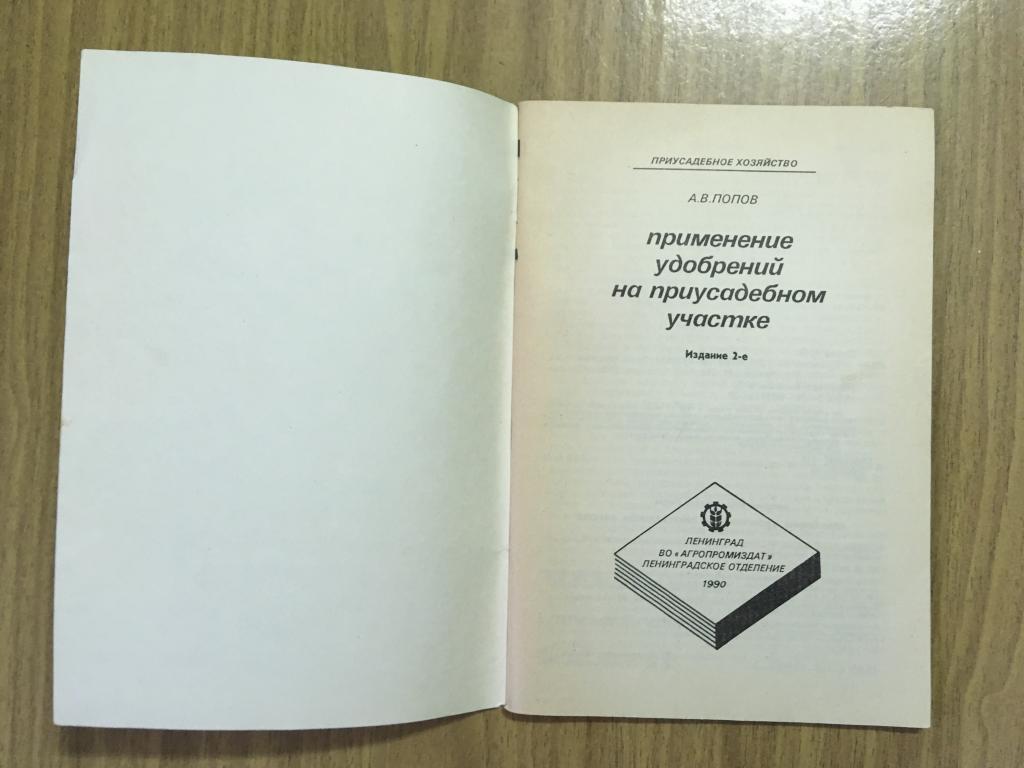 ПРИУСАДЕБНОЕ ХОЗЯЙСТВО
А.В.ПОПОВ
применение
удобрений
на приусадебном
участке
Издание 2-е
ЛЕНИНГРАД
ВО «АГРОПРОМИЗДАТ»
ЛЕНИНГРАДСКОЕ ОТДЕЛЕНИЕ
1990